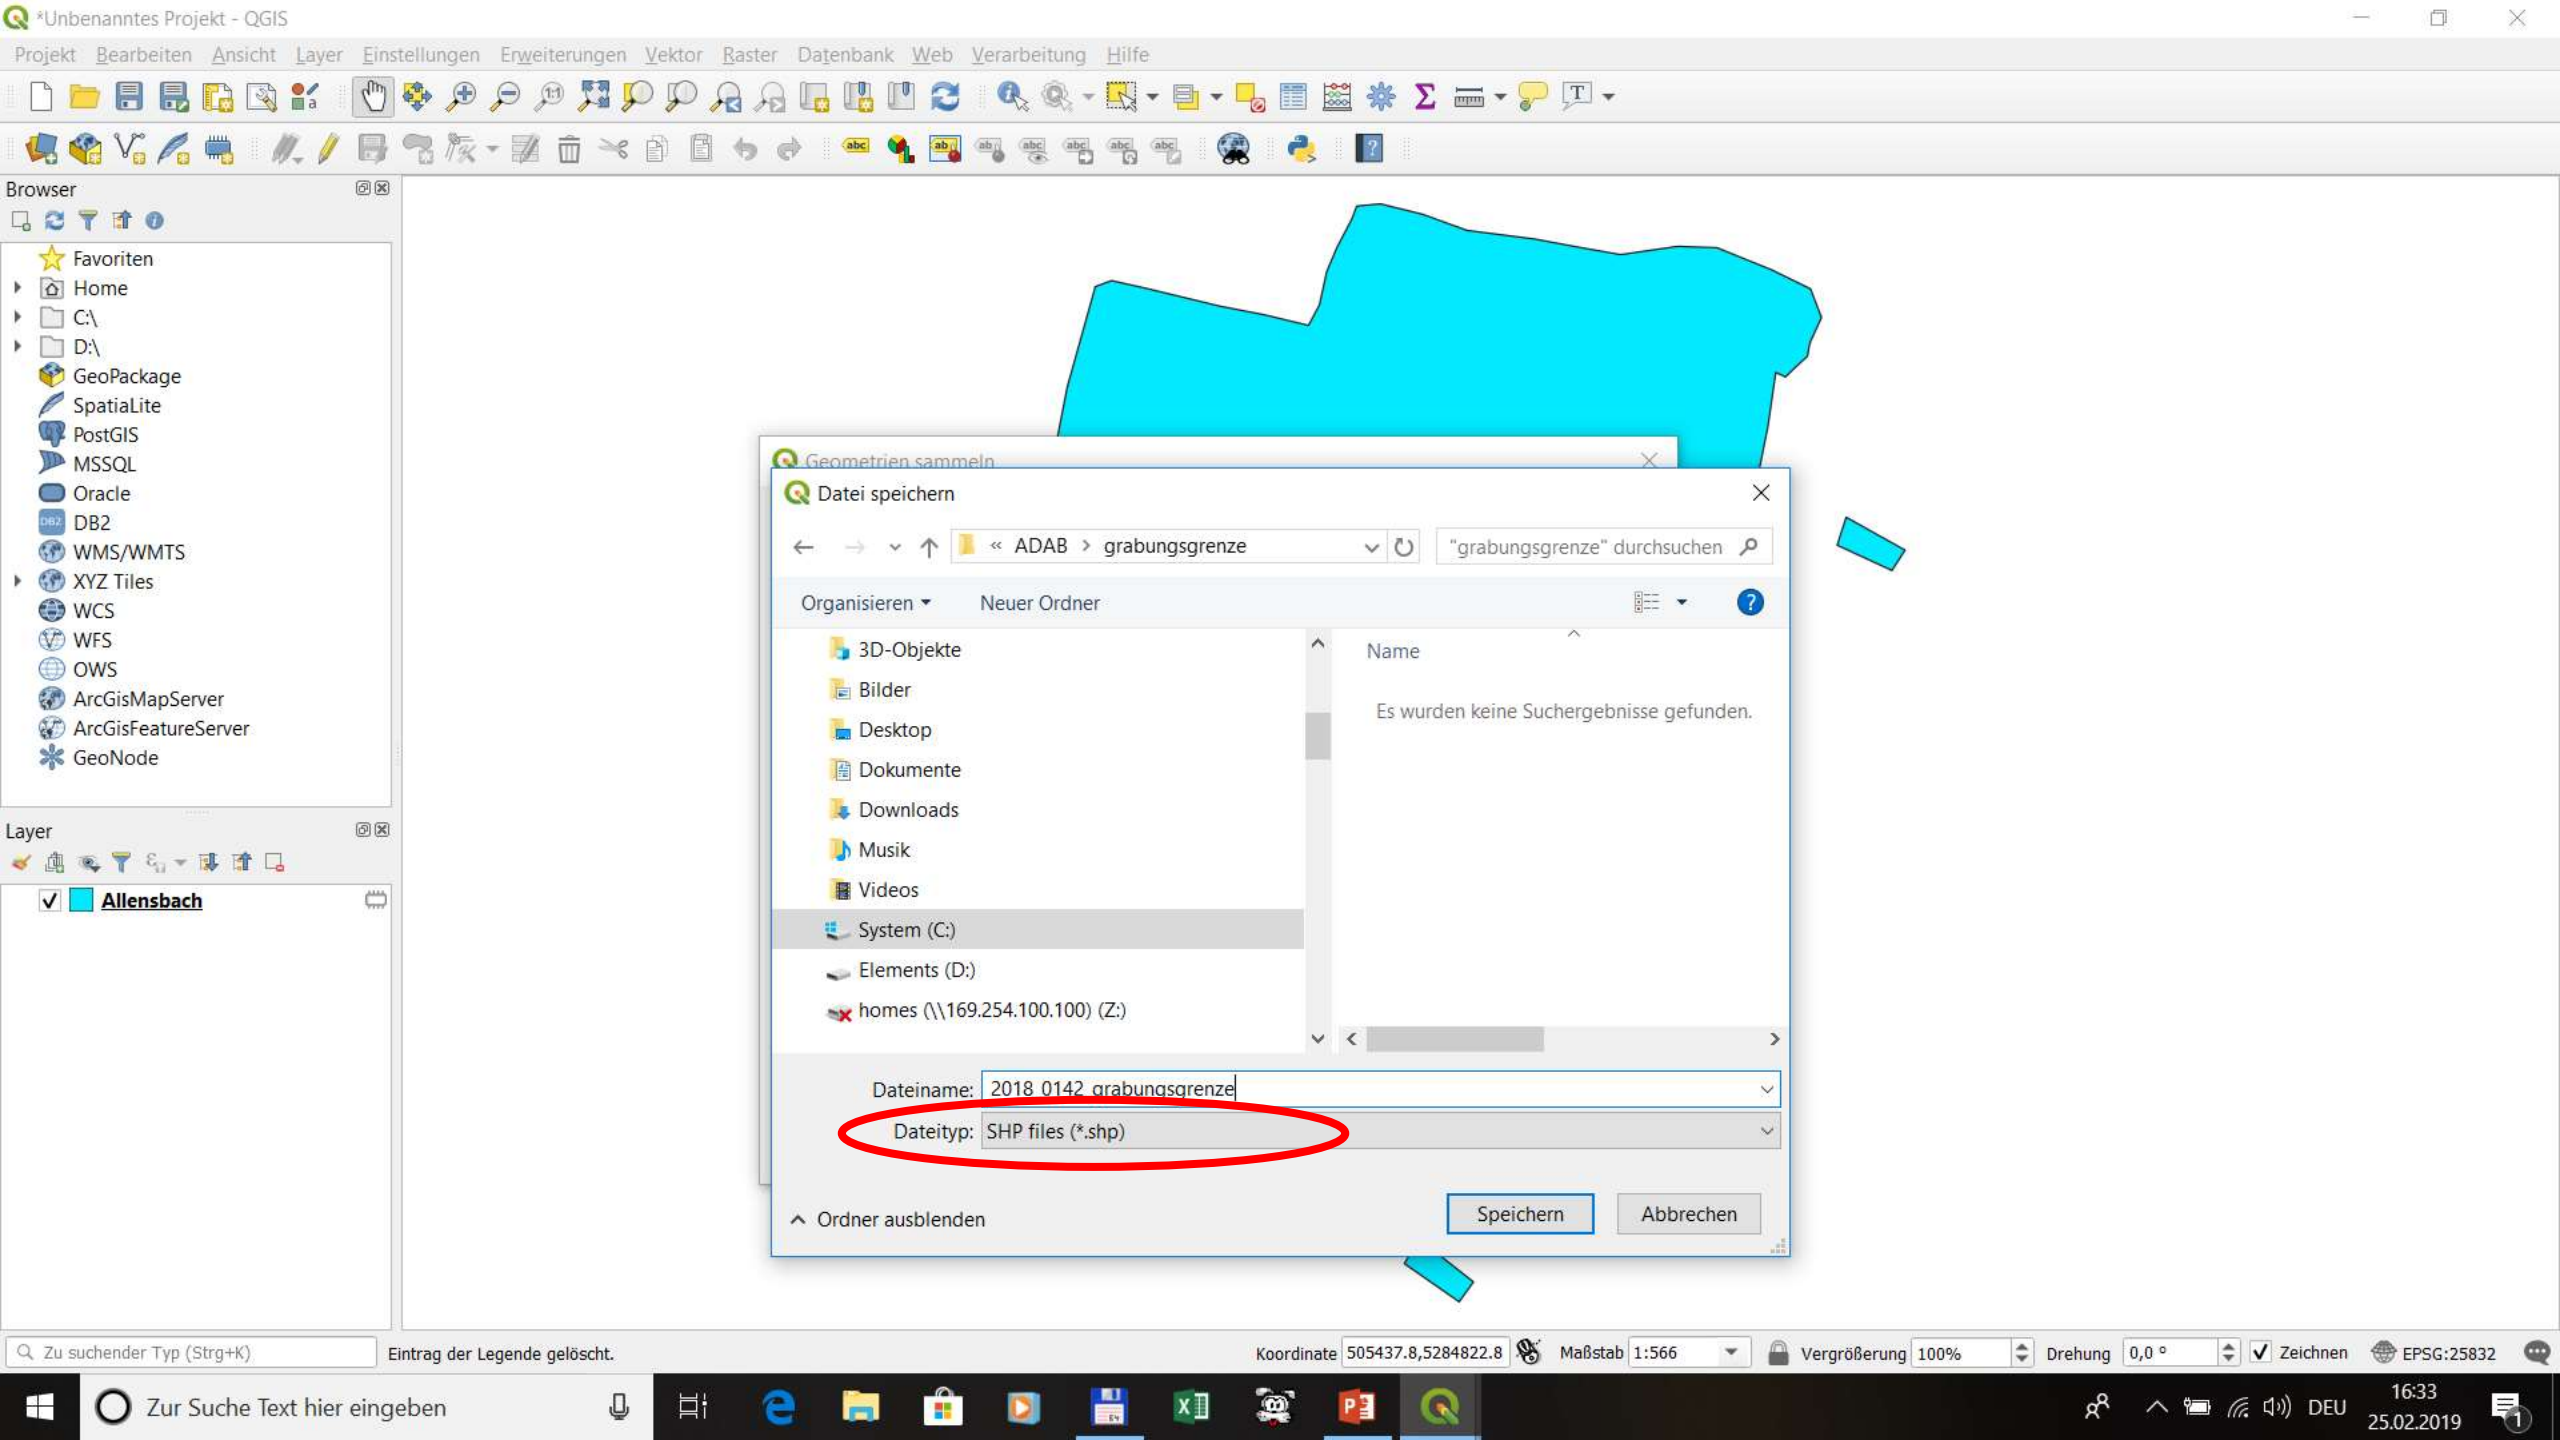 *Unbenanntes Projekt - QGIS
Projekt Bearbeiten Ansicht Layer Einstellungen Erweiterungen Vektor Raster Datenbank Web Verarbeitung Hilfe
Browser
Favoriten
Home
C:\
D:\
GeoPackage
SpatiaLite
PostGIS
MSSQL
Oracle
DB2
WMS/WMTS
XYZ Tiles
WCS
WFS
OWS
ArcGisMapServer
ArcGisFeatureServer
GeoNode
Layer
Allensbach
Geometrien sammeln
Datei speichern
« ADAB > grabungsgrenze
"grabungsgrenze" durchsuchen
Organisieren
Neuer Ordner
3D-Objekte
Bilder
Desktop
Dokumente
Downloads
Musik
Videos
System (C:)
Elements (D:)
homes (\\169.254.100.100) (Z:)
Name
Es wurden keine Suchergebnisse gefunden.
Dateiname: 2018_0142_grabungsgrenze
Dateityp: SHP files (*.shp)
Ordner ausblenden
Speichern
Abbrechen
Zu suchender Typ (Strg+K)
Eintrag der Legende gelöscht.
Koordinate 505437.8,5284822.8
Maßstab 1:566
Vergrößerung 100%
Drehung 0,0 °
Zeichnen
EPSG:25832
Zur Suche Text hier eingeben
DEU
16:33
25.02.2019